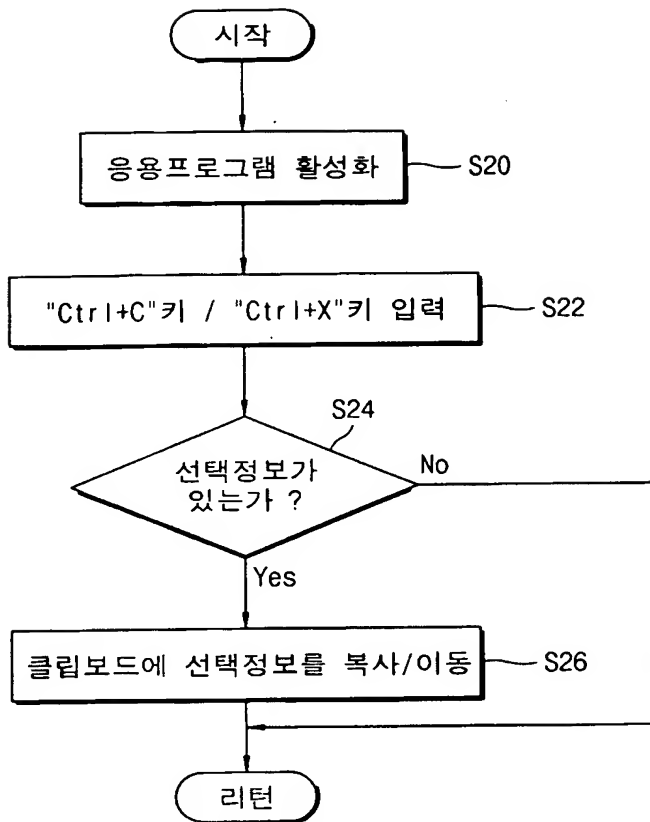 시작
응용프로그램 활성화
S20
"Ctrl+C"키 / "Ctrl+X"키 입력
S22
S24
선택정보가
있는가 ?
No
Yes
클립보드에 선택정보를 복사/이동
S26
리턴